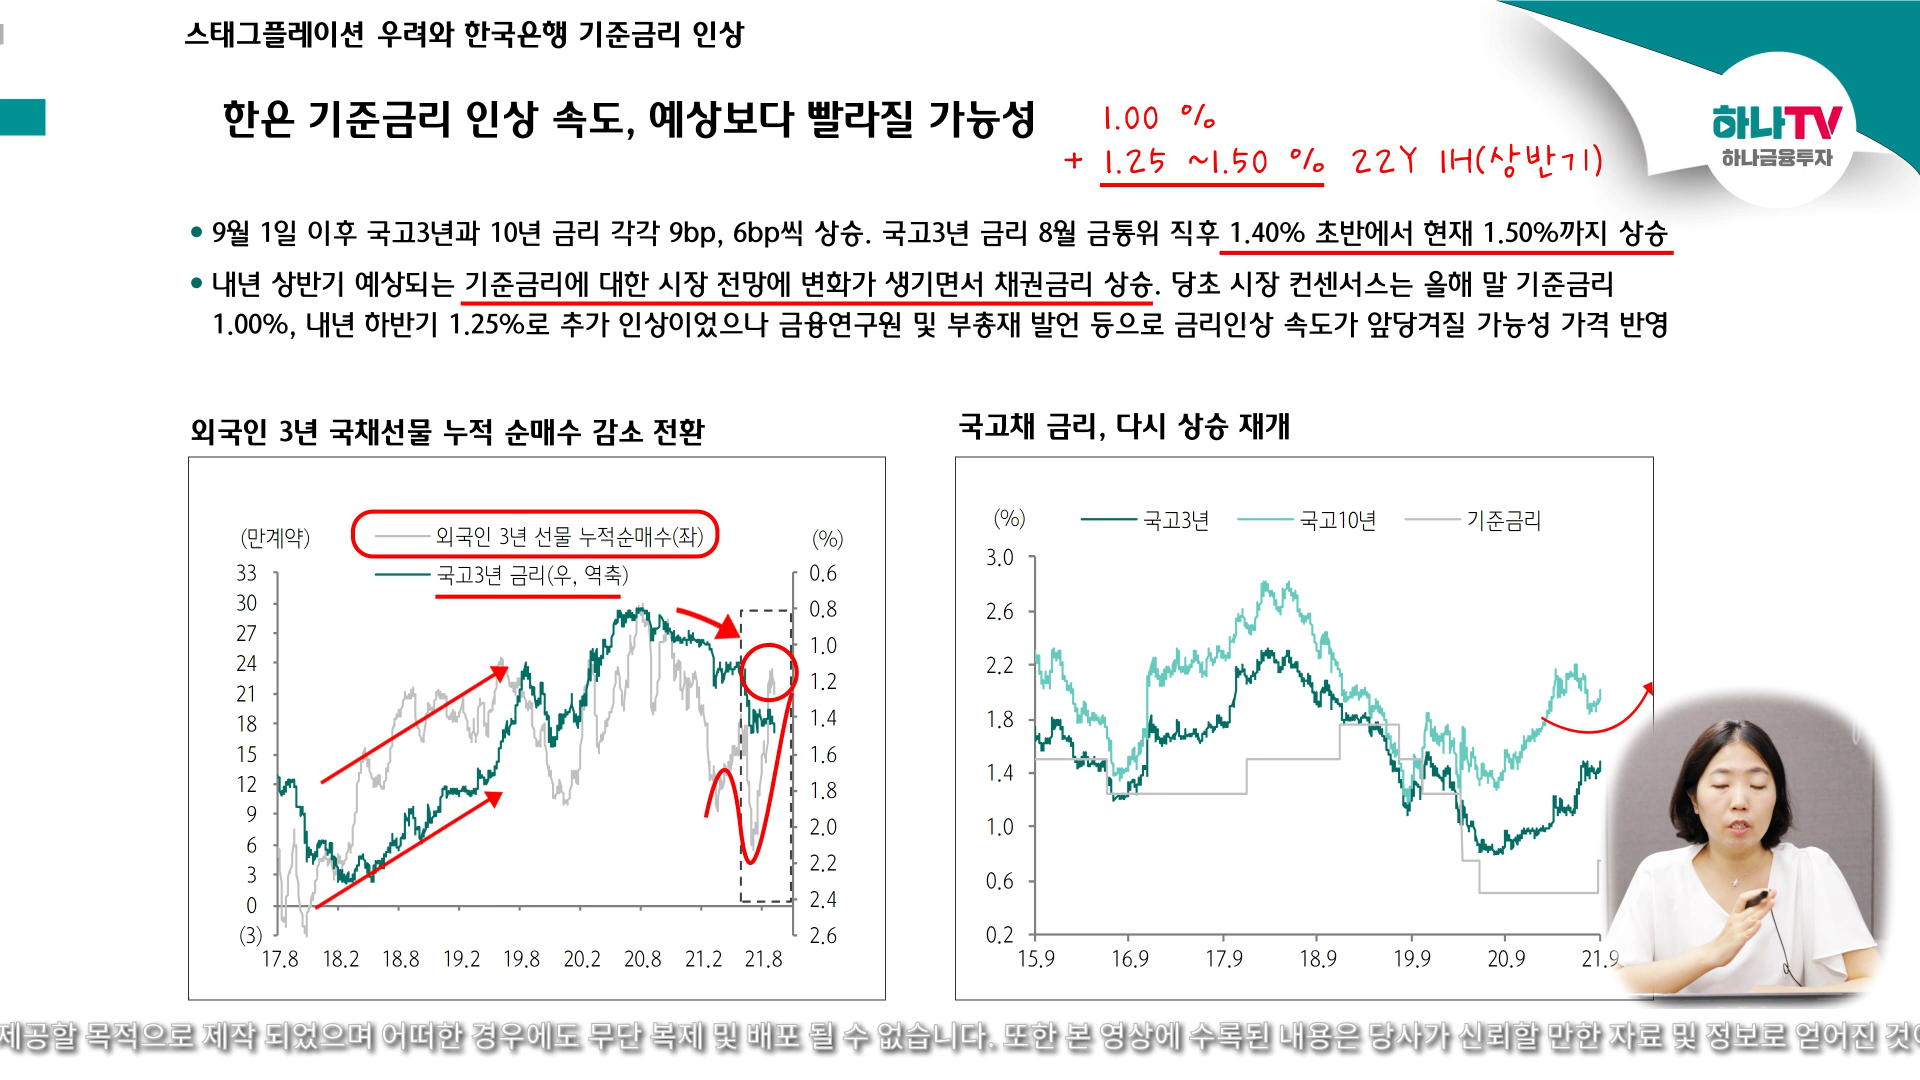 스태그플레이션 우려와 한국은행 기준금리 인상
한은 기준금리 인상 속도, 예상보다 빨라질 가능성
1.00 %
+ 1.25 ~1.50 % 22Y 1H(상반기)
하나TV
하나금융투자
• 9월 1일 이후 국고3년과 10년 금리 각각 9bp, 6bp씩 상승. 국고3년 금리 8월 금통위 직후 1.40% 초반에서 현재 1.50%까지 상승
• 내년 상반기 예상되는 기준금리에 대한 시장 전망에 변화가 생기면서 채권금리 상승. 당초 시장 컨센서스는 올해 말 기준금리
1.00%, 내년 하반기 1.25%로 추가 인상이었으나 금융연구원 및 부총재 발언 등으로 금리인상 속도가 앞당겨질 가능성 가격 반영
외국인 3년 국채선물 누적 순매수 감소 전환
(만계약)
외국인 3년 선물 누적순매수(좌)
국고3년 금리(우, 역축)
(%)
33
30
27
24
21
18
15
12
9
6
3
0
(3)
0.6
0.8
1.0
1.2
1.4
1.6
1.8
2.0
2.2
2.4
2.6
17.8 18.2 18.8 19.2 19.8 20.2 20.8 21.2 21.8
국고채 금리, 다시 상승 재개
(%)
국고3년 국고10년 기준금리
3.0
2.6
2.2
1.8
1.4
1.0
0.6
0.2
15.9 16.9 17.9 18.9 19.9 20.9 21.9
제공할 목적으로 제작 되었으며 어떠한 경우에도 무단 복제 및 배포 될 수 없습니다. 또한 본 영상에 수록된 내용은 당사가 신뢰할 만한 자료 및 정보로 얻어진 것이